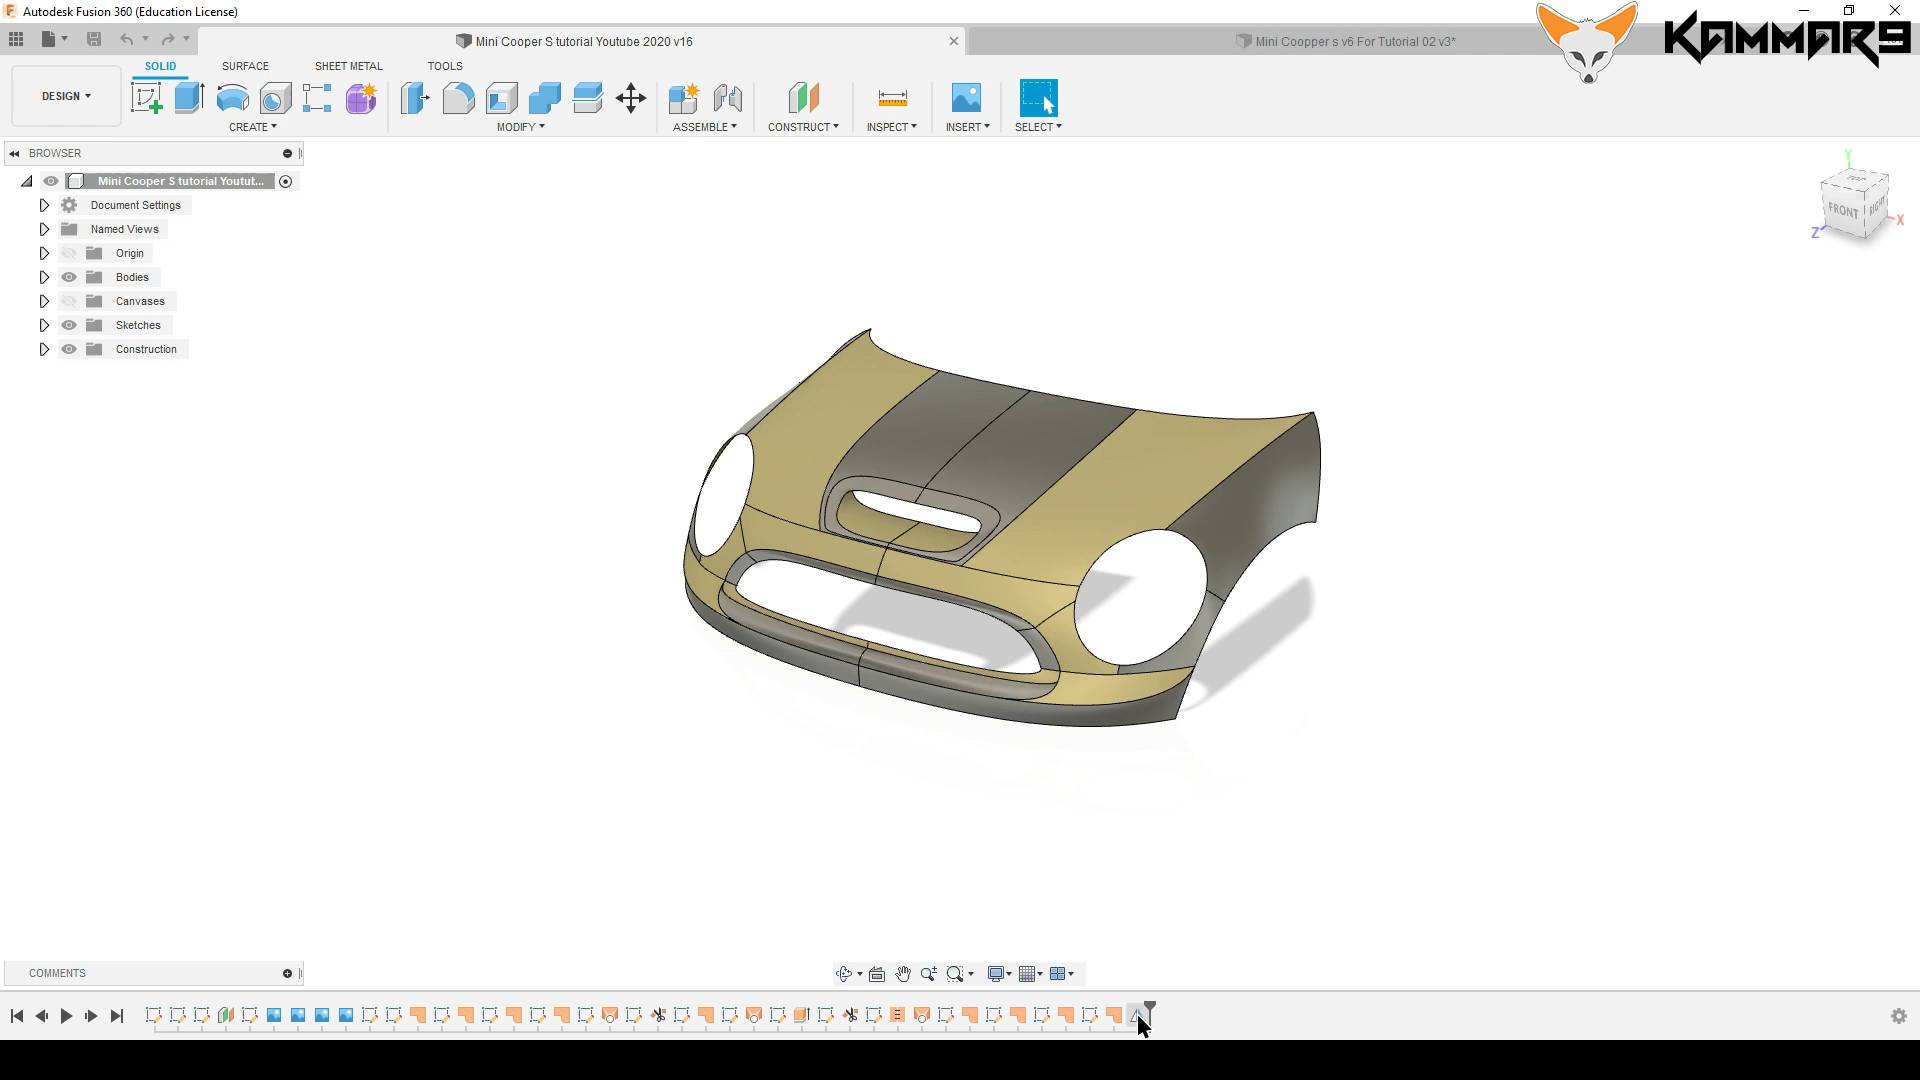 Autodesk Fusion 360 (Education License)
KAMMAR9
Mini Cooper S tutorial Youtube 2020 v16
Mini Coopper s v6 For Tutorial 02 v3*
SOLID
SURFACE
SHEET METAL
TOOLS
DESIGN
CREATE
MODIFY
ASSEMBLE
CONSTRUCT
INSPECT
INSERT
SELECT
BROWSER
Mini Cooper S tutorial Youtut...
Document Settings
Named Views
Origin
Bodies
Canvases
Sketches
Construction
Y
TOP
FRONT
RIGHT
X
Z
COMMENTS